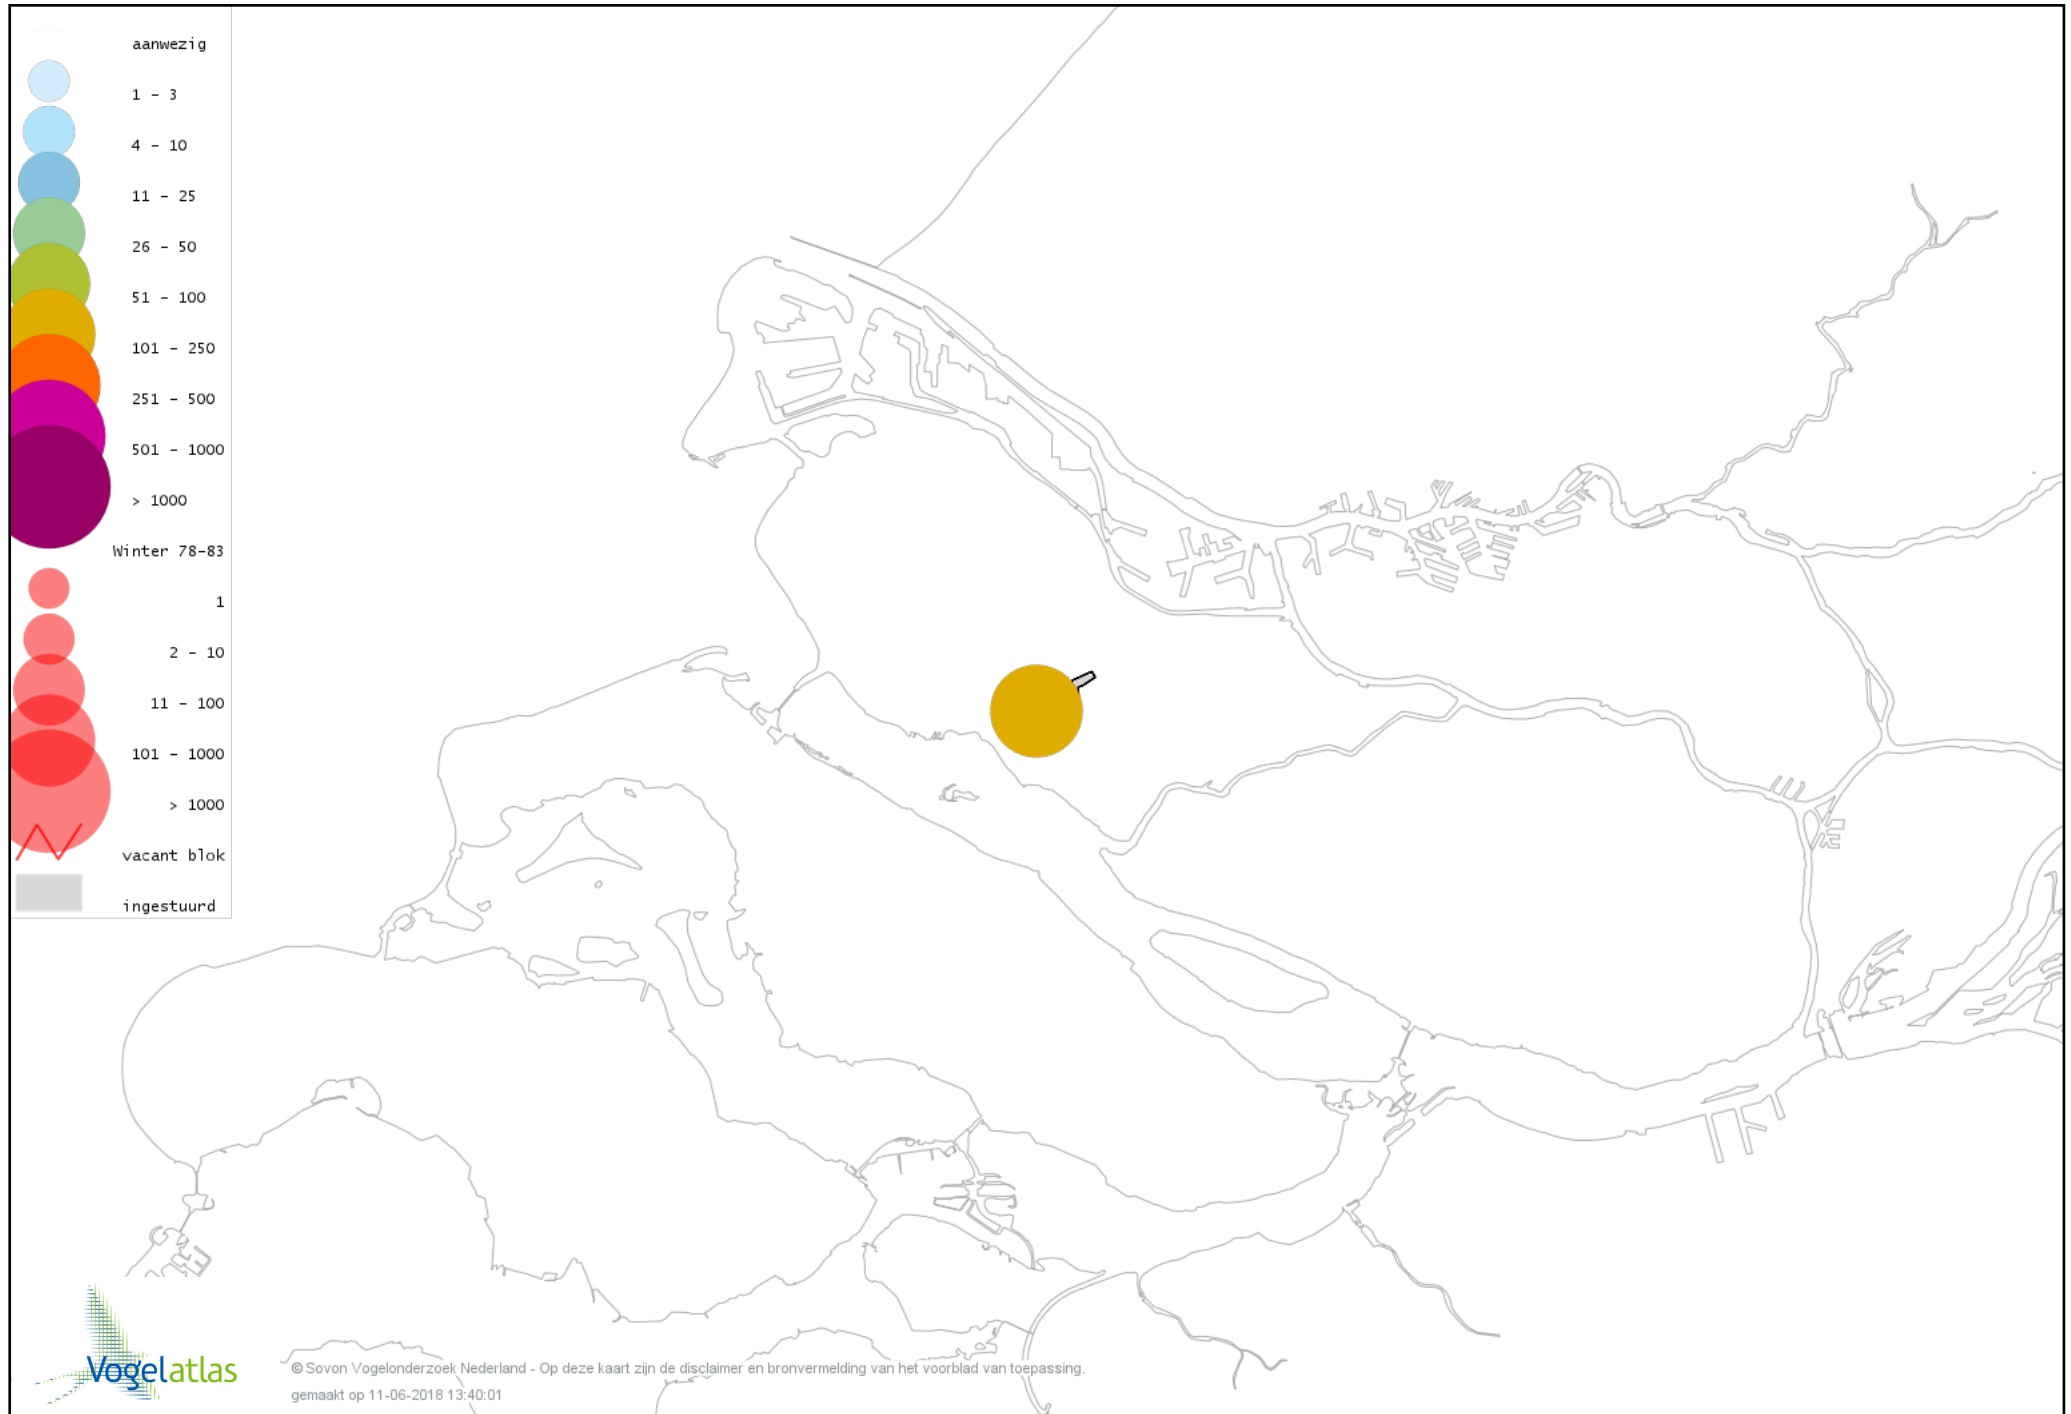 aanwezig
1 - 3
4 - 10
11 - 25
26 - 50
51 - 100
101 - 250
251 - 500
501 - 1000
> 1000
Winter 78-83
1
2 - 10
11 - 100
101 - 1000
> 1000
vacant blok
ingestuurd
Vogelatlas
© Sovon Vogelonderzoek Nederland - Op deze kaart zijn de disclaimer en bronvermelding van het voorblad van toepassing.
gemaakt op 11-06-2018 13:40:01